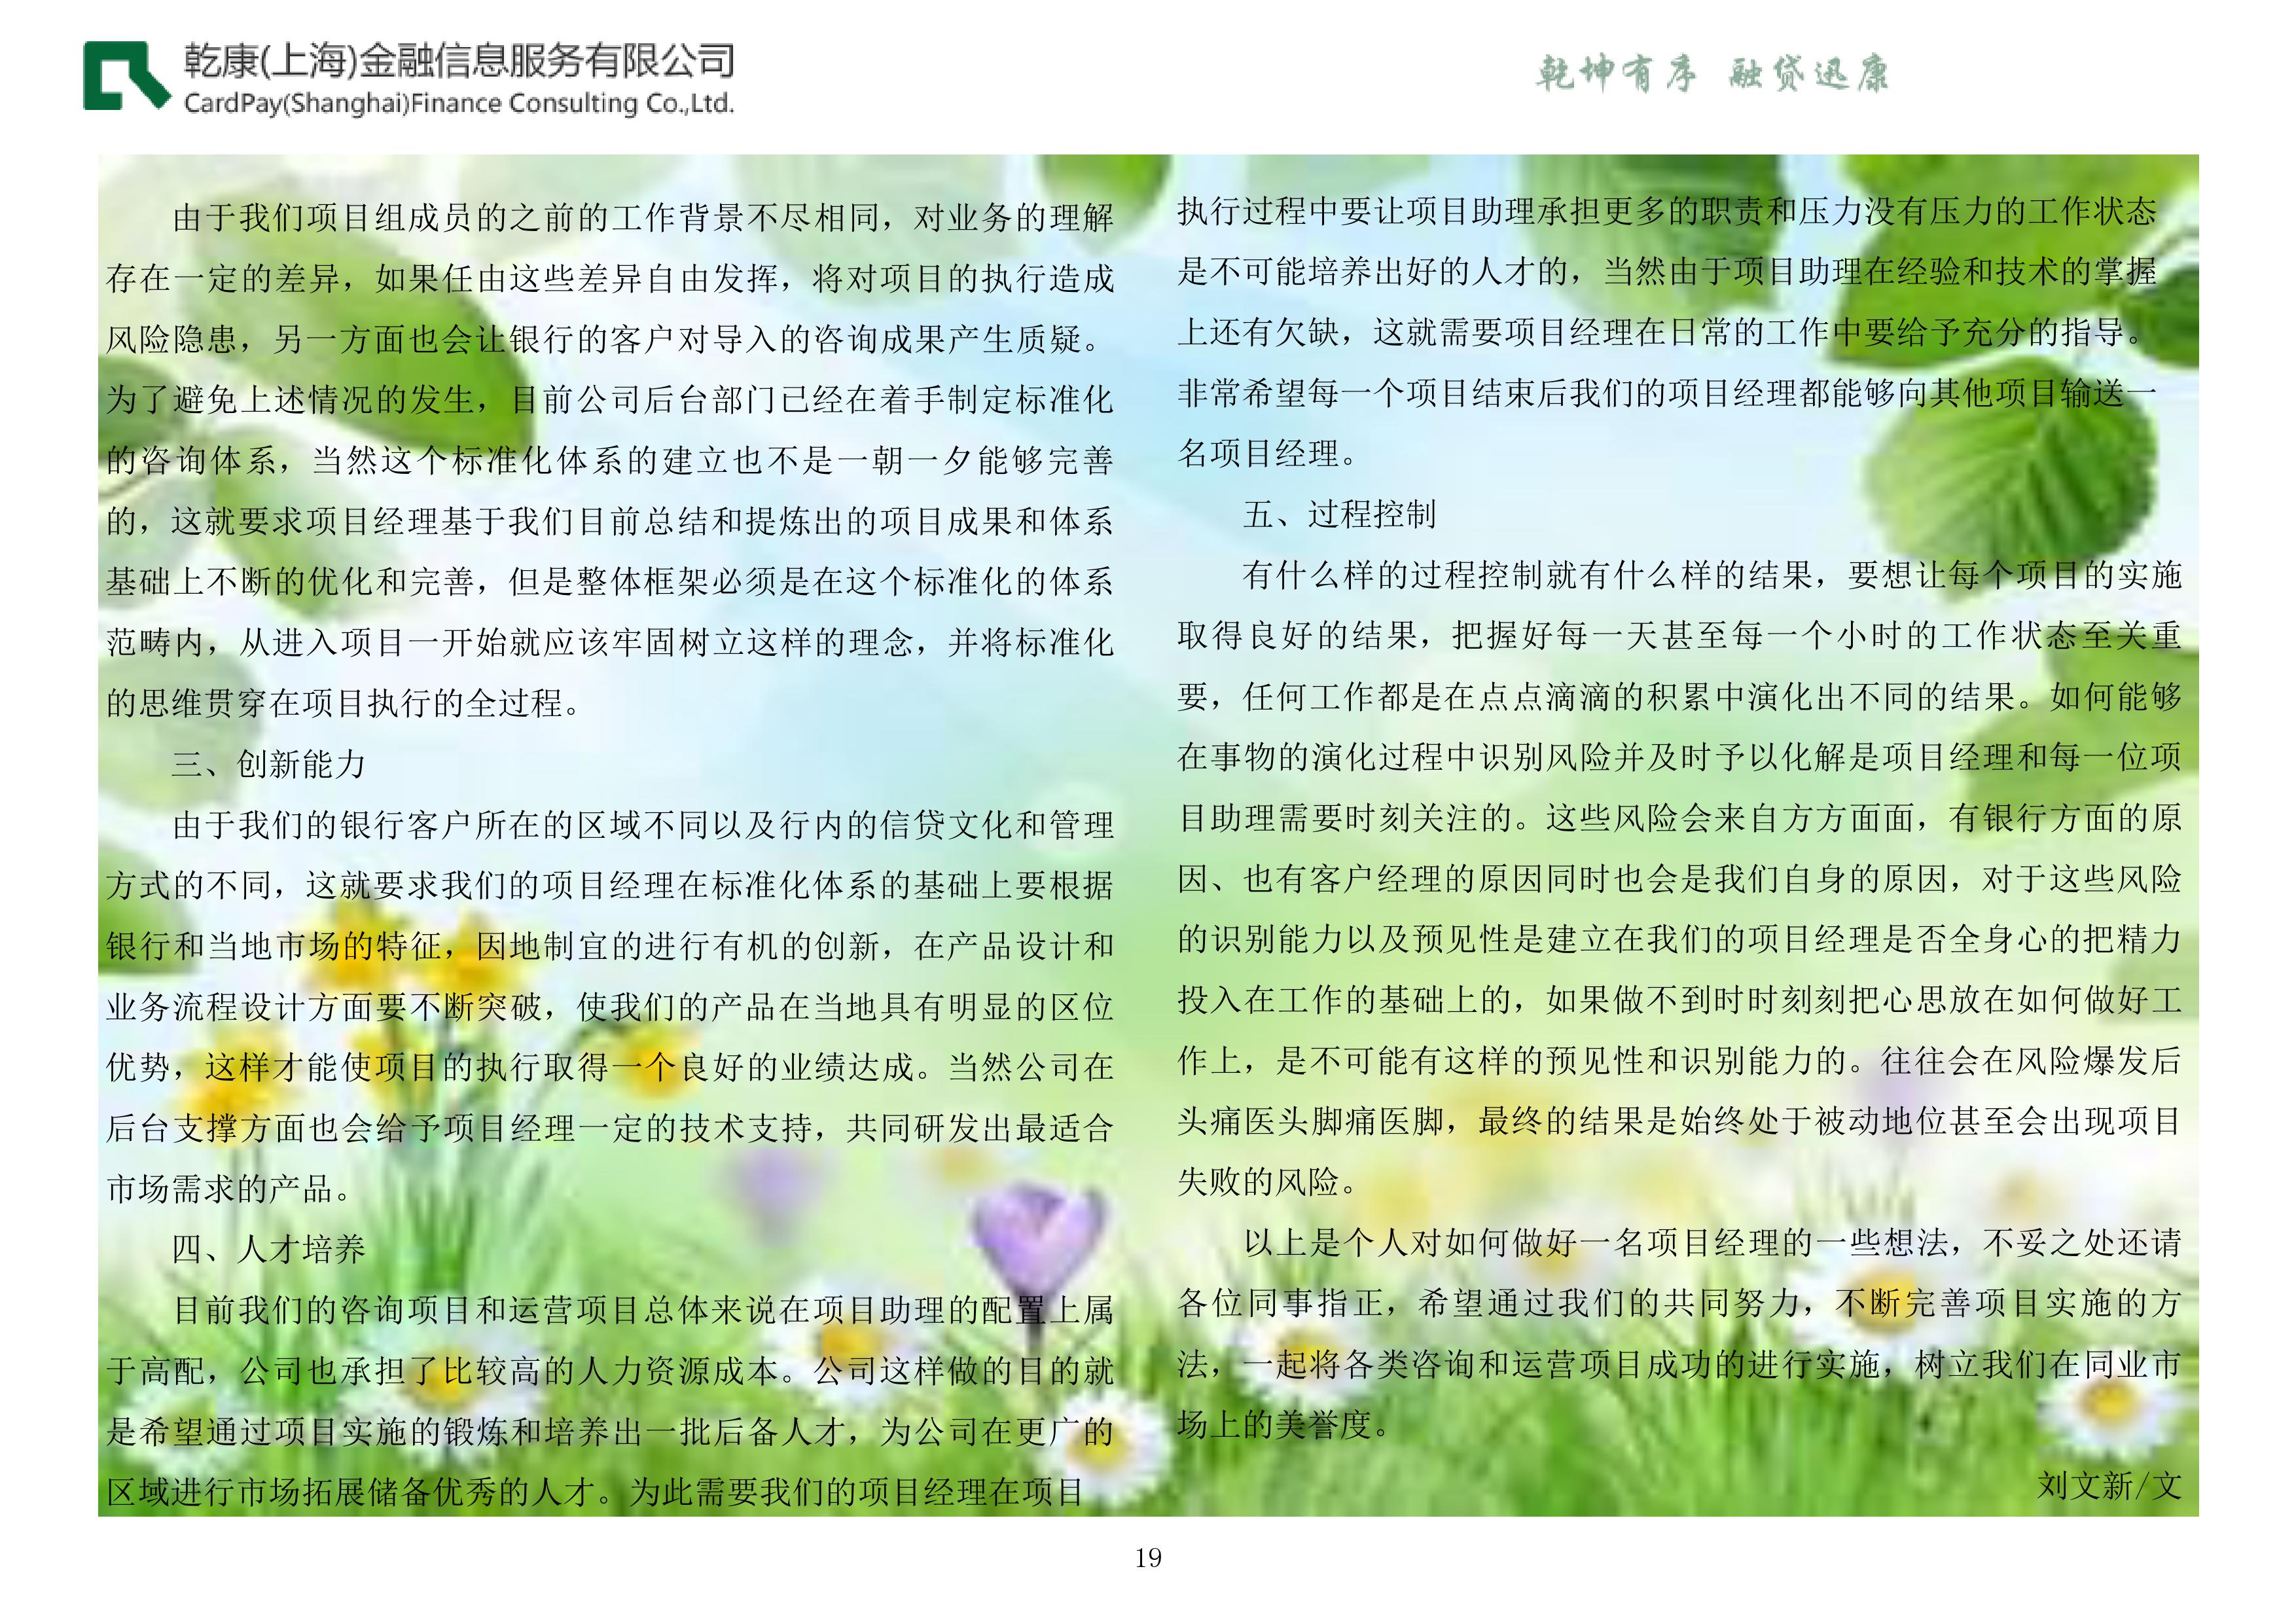 乾康(上海)金融信息服务有限公司
CardPay(Shanghai)Finance Consulting Co.,Ltd.
乾坤有序 融贷迅康
由于我们项目组成员的之前的工作背景不尽相同，对业务的理解
存在一定的差异，如果任由这些差异自由发挥，将对项目的执行造成
风险隐患，另一方面也会让银行的客户对导入的咨询成果产生质疑。
为了避免上述情况的发生，目前公司后台部门已经在着手制定标准化
的咨询体系，当然这个标准化体系的建立也不是一朝一夕能够完善
的，这就要求项目经理基于我们目前总结和提炼出的项目成果和体系
基础上不断的优化和完善，但是整体框架必须是在这个标准化的体系
范畴内，从进入项目一开始就应该牢固树立这样的理念，并将标准化
的思维贯穿在项目执行的全过程。
三、创新能力
由于我们的银行客户所在的区域不同以及行内的信贷文化和管理
方式的不同，这就要求我们的项目经理在标准化体系的基础上要根据
银行和当地市场的特征，因地制宜的进行有机的创新，在产品设计和
业务流程设计方面要不断突破，使我们的产品在当地具有明显的区位
优势，这样才能使项目的执行取得一个良好的业绩达成。当然公司在
后台支撑方面也会给予项目经理一定的技术支持，共同研发出最适合
市场需求的产品。
四、人才培养
目前我们的咨询项目和运营项目总体来说在项目助理的配置上属
于高配，公司也承担了比较高的人力资源成本。公司这样做的目的就
是希望通过项目实施的锻炼和培养出一批后备人才，为公司在更广的
区域进行市场拓展储备优秀的人才。为此需要我们的项目经理在项目
执行过程中要让项目助理承担更多的职责和压力没有压力的工作状态
是不可能培养出好的人才的，当然由于项目助理在经验和技术的掌握
上还有欠缺，这就需要项目经理在日常的工作中要给予充分的指导。
非常希望每一个项目结束后我们的项目经理都能够向其他项目输送一
名项目经理。
五、过程控制
有什么样的过程控制就有什么样的结果，要想让每个项目的实施
取得良好的结果，把握好每一天甚至每一个小时的工作状态至关重
要，任何工作都是在点点滴滴的积累中演化出不同的结果。如何能够
在事物的演化过程中识别风险并及时予以化解是项目经理和每一位项
目助理需要时刻关注的。这些风险会来自方方面面，有银行方面的原
因、也有客户经理的原因同时也会是我们自身的原因，对于这些风险
的识别能力以及预见性是建立在我们的项目经理是否全身心的把精力
投入在工作的基础上的，如果做不到时时刻刻把心思放在如何做好工
作上，是不可能有这样的预见性和识别能力的。往往会在风险爆发后
头痛医头脚痛医脚，最终的结果是始终处于被动地位甚至会出现项目
失败的风险。
以上是个人对如何做好一名项目经理的一些想法，不妥之处还请
各位同事指正，希望通过我们的共同努力，不断完善项目实施的方
法，一起将各类咨询和运营项目成功的进行实施，树立我们在同业市
场上的美誉度。
刘文新/文
19